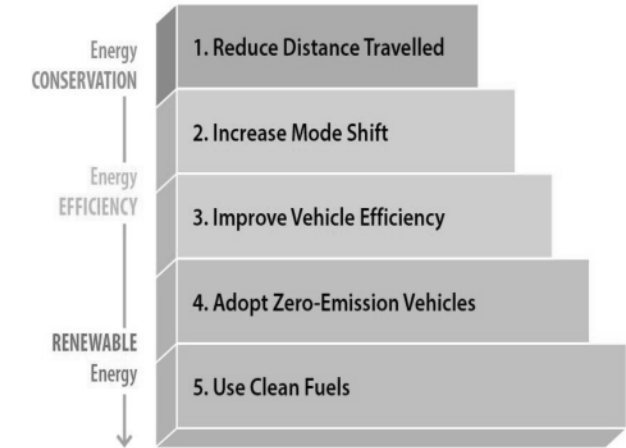 Energy
CONSERVATION
1. Reduce Distance Travelled
2. Increase Mode Shift
Energy
EFFICIENCY
3. Improve Vehicle Efficiency
4. Adopt Zero-Emission Vehicles
RENEWABLE
Energy
5. Use Clean Fuels